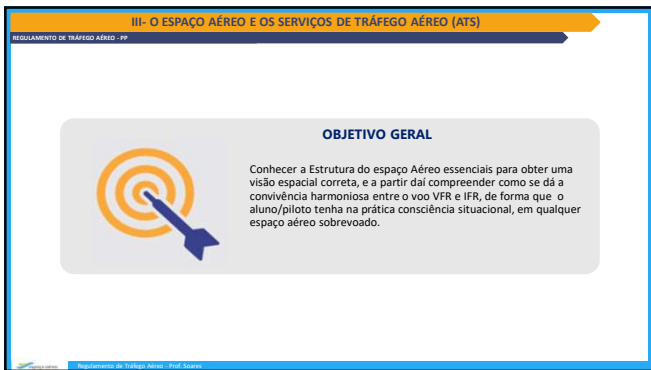 III- O ESPAÇO AÉREO E OS SERVIÇOS DE TRÁFEGO AÉREO (ATS)
REGULAMENTO DE TRÁFEGO AÉREO - PP
OBJETIVO GERAL
Conhecer a Estrutura do espaço Aéreo essenciais para obter uma
visão espacial correta, e a partir daí compreender como se dá a
convivência harmoniosa entre o voo VFR e IFR, de forma que o
aluno/piloto tenha na prática consciência situacional, em qualquer
espaço aéreo sobrevoado.
Regulamento de Tráfego Aéreo - Prof. Soares